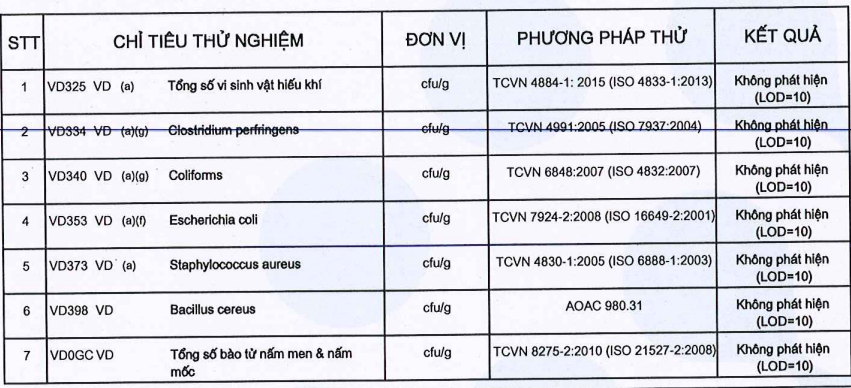 STT CHỈ TIÊU THỬ NGHIỆM ĐƠN VỊ PHƯƠNG PHÁP THỬ KẾT QUẢ
1 VD325 VD (a) Tổng số vi sinh vật hiếu khí cfu/g TCVN 4884-1: 2015 (ISO 4833-1:2013) Không phát hiện
(LOD=10)
2 VD334 VD (a)(g) Clostridium perfringens cfu/g TCVN 4991:2005 (ISO 7937:2004) Không phát hiện
(LOD=10)
3 VD340 VD (a)(g) Coliforms cfu/g TCVN 6848:2007 (ISO 4832:2007) Không phát hiện
(LOD=10)
4 VD353 VD (a)(f) Escherichia coli cfu/g TCVN 7924-2:2008 (ISO 16649-2:2001) Không phát hiện
(LOD=10)
5 VD373 VD (a) Staphylococcus aureus cfu/g TCVN 4830-1:2005 (ISO 6888-1:2003) Không phát hiện
(LOD=10)
6 VD398 VD Bacillus cereus cfu/g AOAC 980.31 Không phát hiện
(LOD=10)
7 VD0GC VD Tổng số bào tử nấm men & nấm cfu/g TCVN 8275-2:2010 (ISO 21527-2:2008) Không phát hiện
mốc (LOD=10)